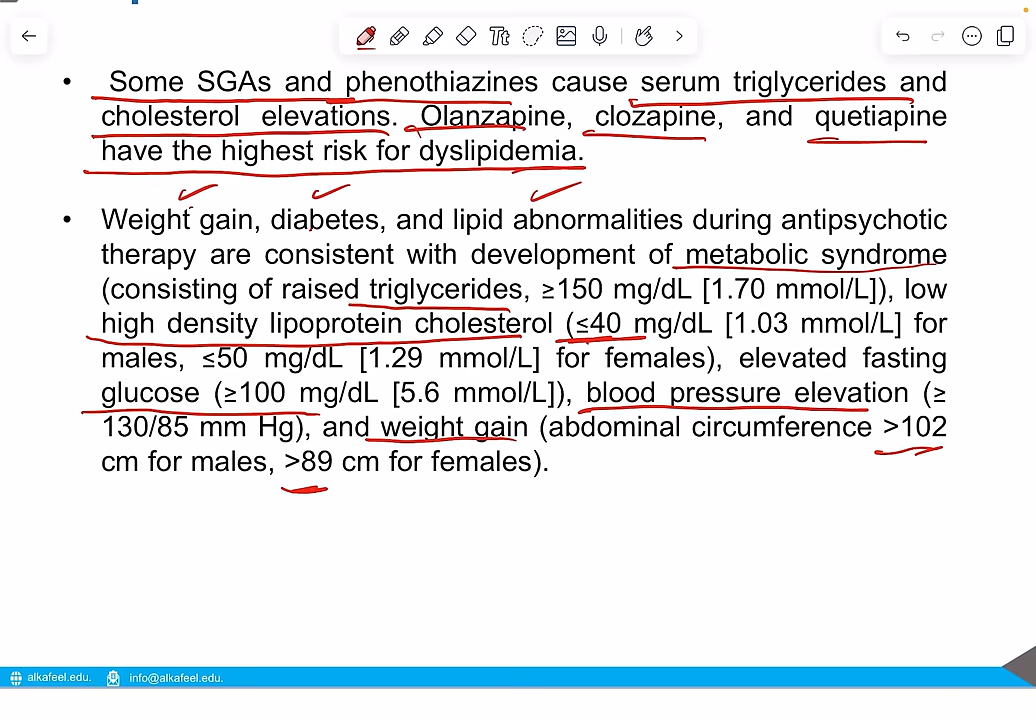 Tt
• Some SGAs and phenothiazines cause serum triglycerides and
cholesterol elevations. Olanzapine, clozapine, and quetiapine
have the highest risk for dyslipidemia.
• Weight gain, diabetes, and lipid abnormalities during antipsychotic
therapy are consistent with development of metabolic syndrome
(consisting of raised triglycerides, ≥150 mg/dL [1.70 mmol/L]), low
high density lipoprotein cholesterol (≤40 mg/dL [1.03 mmol/L] for
males, ≤50 mg/dL [1.29 mmol/L] for females), elevated fasting
glucose (≥100 mg/dL [5.6 mmol/L]), blood pressure elevation (≥
130/85 mm Hg), and weight gain (abdominal circumference >102
cm for males, >89 cm for females).
alkafeel.edu. info@alkafeel.edu.